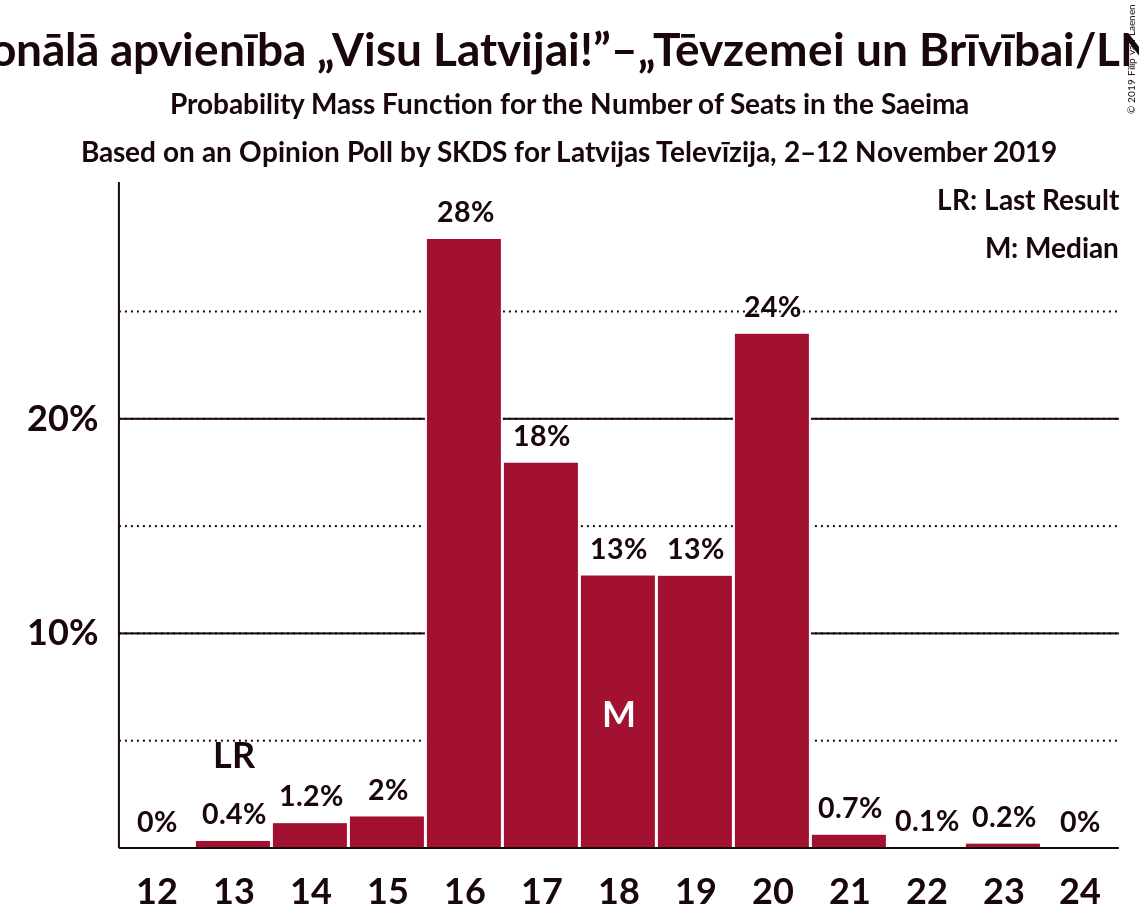 onālā apvienība „Visu Latvijai!”–„Tēvzemei un Brīvībai/LN
Probability Mass Function for the Number of Seats in the Saeima
Based on an Opinion Poll by SKDS for Latvijas Televīzija, 2–12 November 2019
© 2019 Filip van Laenen
LR: Last Result
M: Median
28%
24%
20%
18%
13% 13%
10%
M
LR
0% 0.4% 1.2% 2% 0.7% 0.1% 0.2% 0%
12 13 14 15 16 17 18 19 20 21 22 23 24